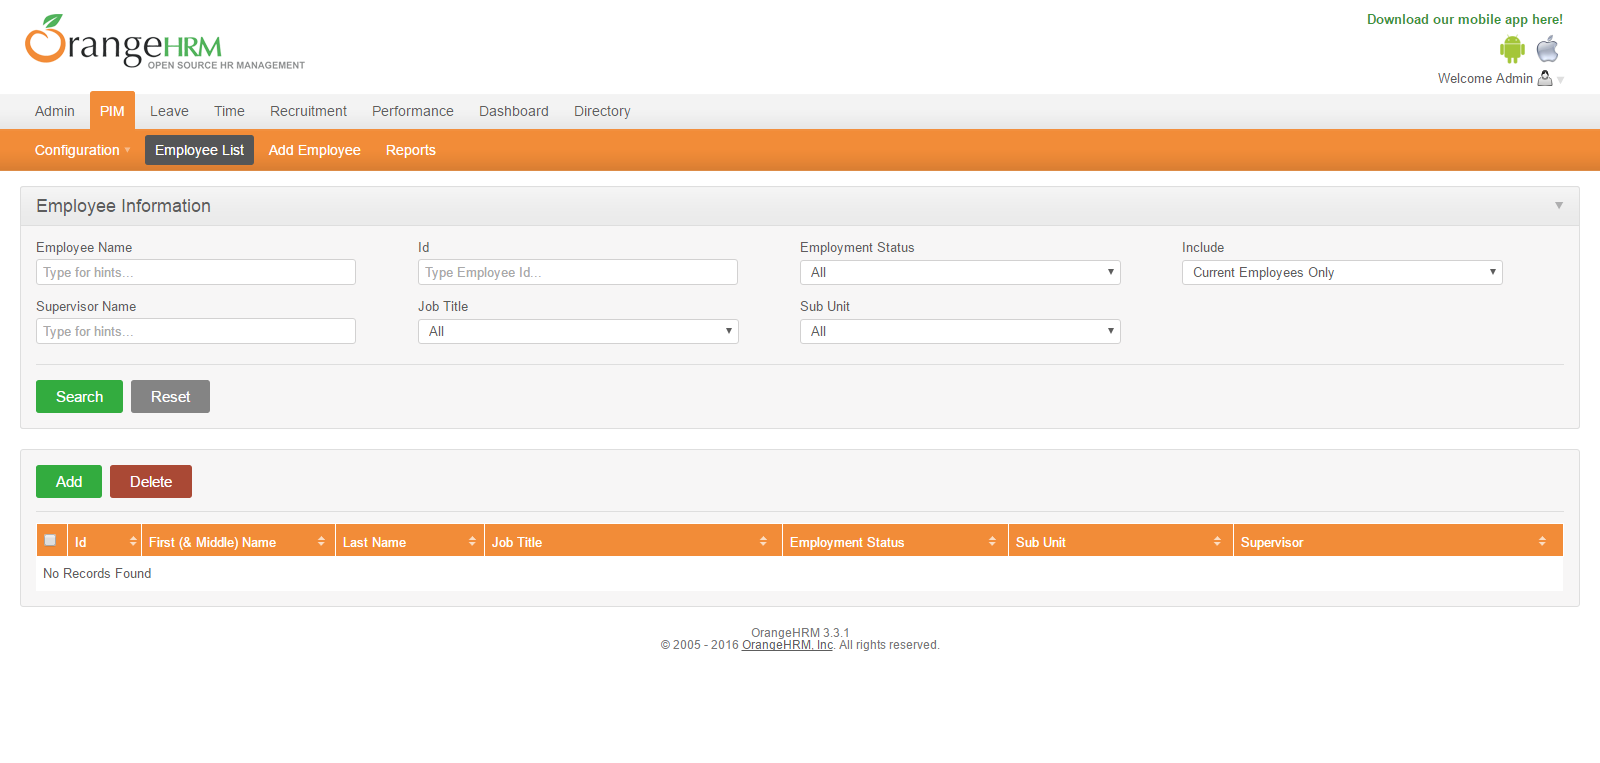 Download our mobile app here!
OrangeHRM
OPEN SOURCE HR MANAGEMENT
Welcome Admin
Admin PIM Leave Time Recruitment Performance Dashboard Directory
Configuration Employee List Add Employee Reports
Employee Information
Employee Name Id Employment Status Include
Type for hints... Type Employee Id... All Current Employees Only
Supervisor Name Job Title Sub Unit
Type for hints... All All
Search Reset
Add Delete
Id First (& Middle) Name Last Name Job Title Employment Status Sub Unit Supervisor
No Records Found
OrangeHRM 3.3.1
© 2005 - 2016 OrangeHRM, Inc. All rights reserved.